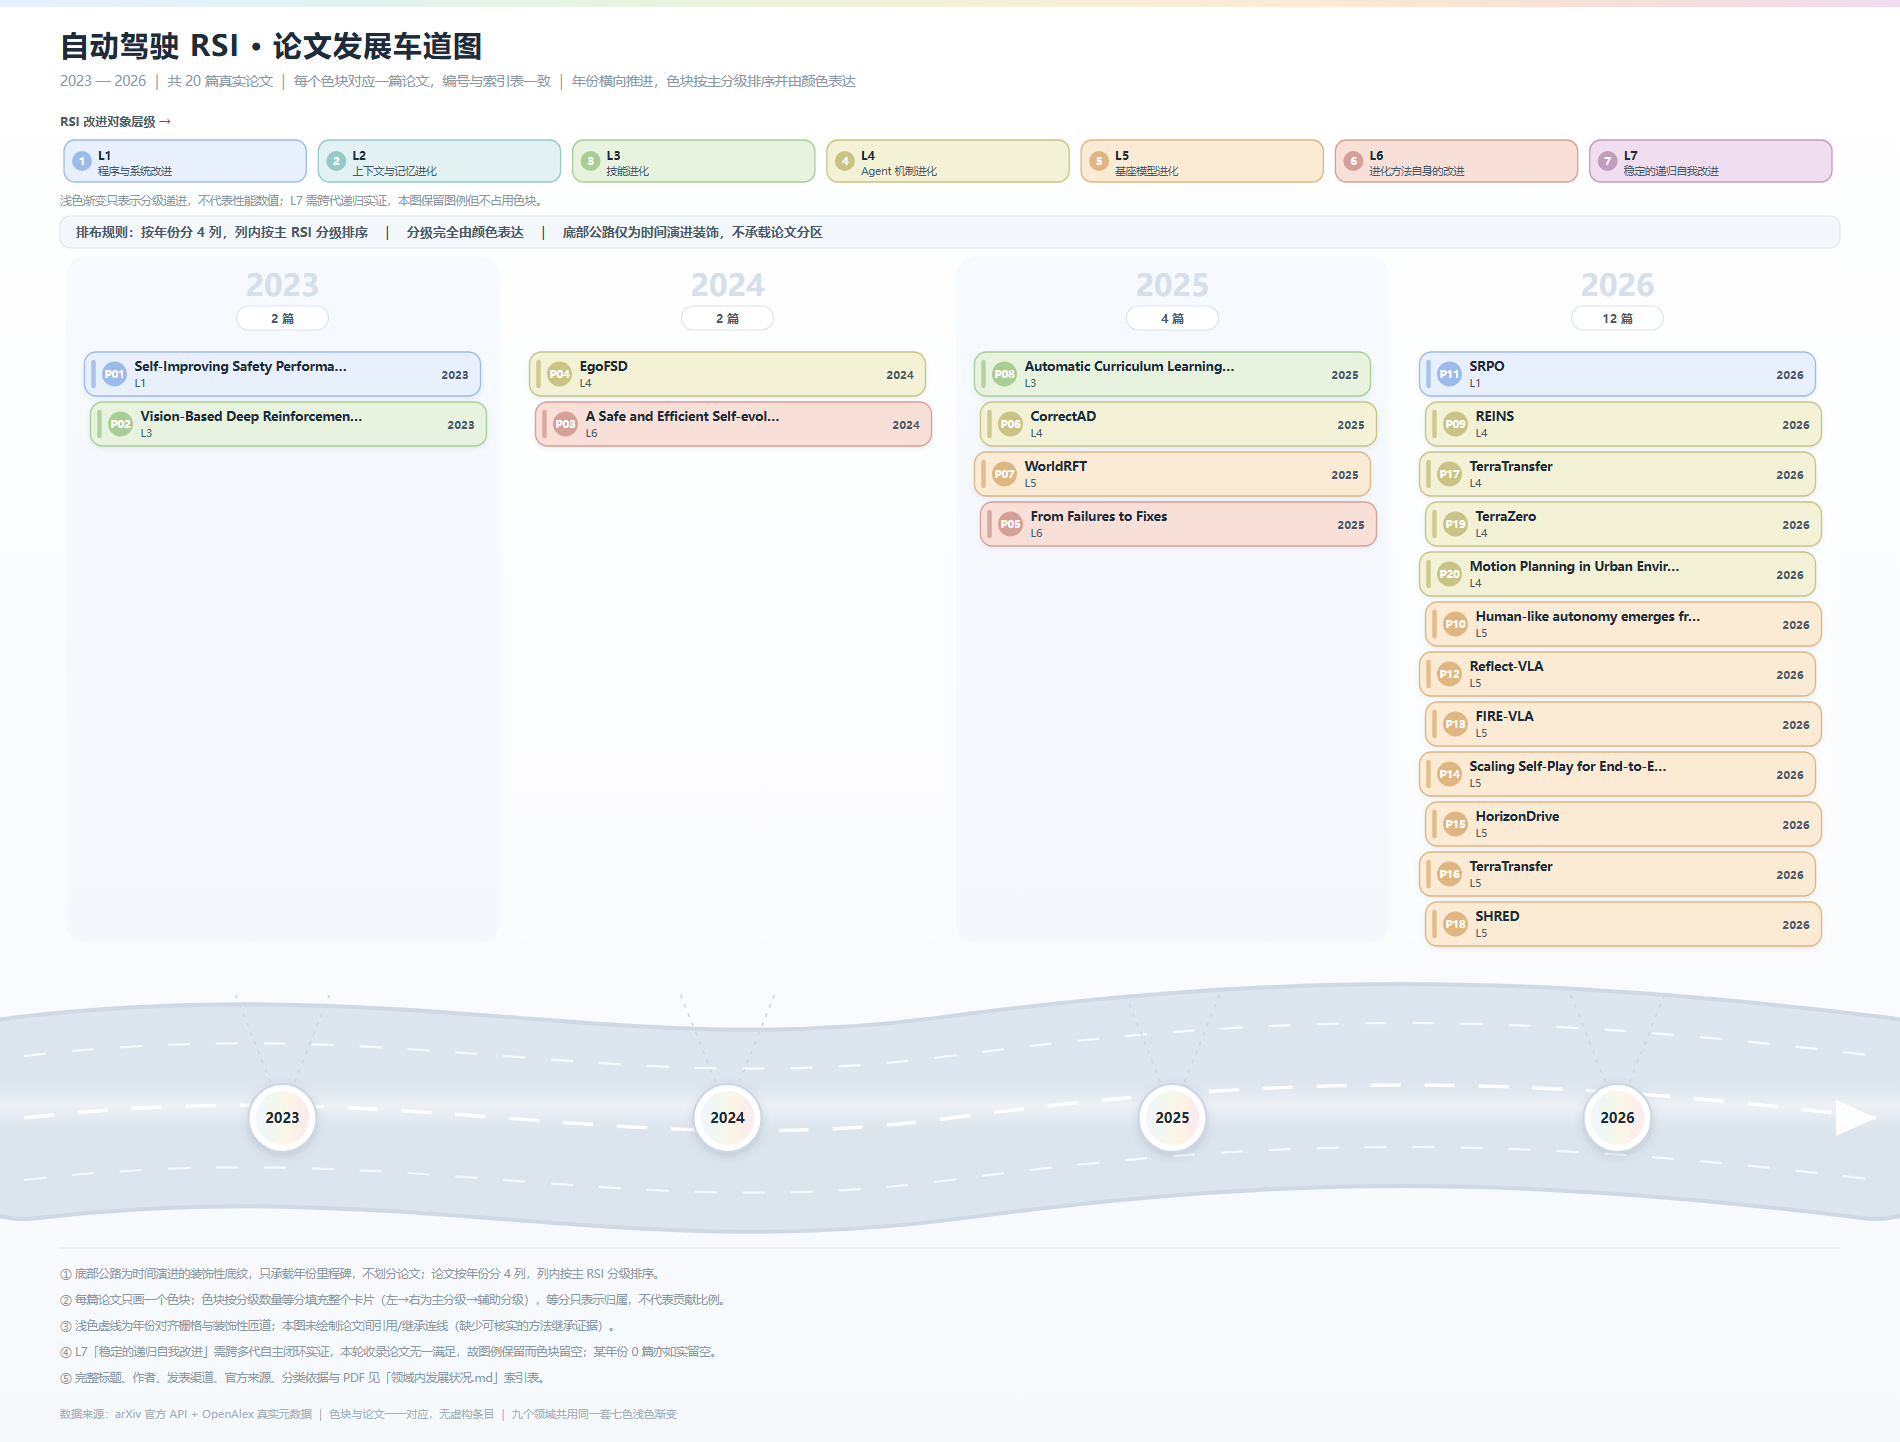 自动驾驶 RSI • 论文发展车道图
2023 — 2026 | 共 20 篇真实论文 | 每个色块对应一篇论文，编号与索引表一致 | 年份横向推进，色块按主分级排序并由颜色表达
RSI 改进对象层级 →
1 L1
程序与系统改进
2 L2
上下文与记忆进化
3 L3
技能进化
4 L4
Agent 机制进化
5 L5
基座模型进化
6 L6
进化方法自身的改进
7 L7
稳定的递归自我改进
浅色渐变只表示分级递进，不代表性能数值；L7 需跨代递归实证，本图保留图例但不占用色块。
排布规则：按年份分 4 列，列内按主 RSI 分级排序 | 分级完全由颜色表达 | 底部公路仅为时间演进装饰，不承载论文分区
2023
2 篇
P01 Self-Improving Safety Performa... 2023
L1
P02 Vision-Based Deep Reinforcemen... 2023
L3
2024
2 篇
P04 EgoFSD 2024
L4
P03 A Safe and Efficient Self-evol... 2024
L6
2025
4 篇
P08 Automatic Curriculum Learning... 2025
L3
P06 CorrectAD 2025
L4
P07 WorldRFT 2025
L5
P05 From Failures to Fixes 2025
L6
2026
12 篇
P11 SRPO 2026
L1
P09 REINS 2026
L4
P17 TerraTransfer 2026
L4
P19 TerraZero 2026
L4
P20 Motion Planning in Urban Envir... 2026
L4
P10 Human-like autonomy emerges fr... 2026
L5
P12 Reflect-VLA 2026
L5
P13 FIRE-VLA 2026
L5
P14 Scaling Self-Play for End-to-E... 2026
L5
P15 HorizonDrive 2026
L5
P16 TerraTransfer 2026
L5
P18 SHRED 2026
L5
2023
2024
2025
2026
① 底部公路为时间演进的装饰性底纹，只承载年份里程碑，不划分论文；论文按年份分 4 列，列内按主 RSI 分级排序。
② 每篇论文只画一个色块；色块按分级数量等分填充整个卡片（左→右为主分级→辅助分级），等分只表示归属，不代表贡献比例。
③ 浅色虚线为年份对齐栅格与装饰性匝道；本图未绘制论文间引用/继承连线（缺少可核实的方法继承证据）。
④ L7「稳定的递归自我改进」需跨多代自主闭环实证，本轮收录论文无一满足，故图例保留而色块留空；某年份 0 篇亦如实留空。
⑤ 完整标题、作者、发表渠道、官方来源、分类依据与 PDF 见「领域内发展状况.md」索引表。
数据来源：arXiv 官方 API + OpenAlex 真实元数据 | 色块与论文一一对应，无虚构条目 | 九个领域共用同一套七色浅色渐变